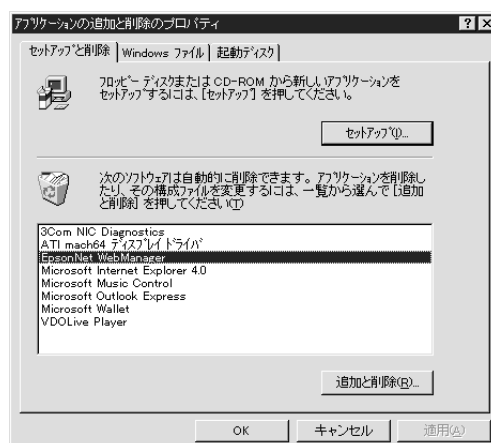 アプリケーションの追加と削除のプロパティ
セットアップと削除
Windows ファイル
起動ディスク
フロッピー ディスクまたは CD-ROM から新しいアプリケーションを
セットアップするには、[セットアップ] を押してください。
セットアップ(I)...
次のソフトウェアは自動的に削除できます。アプリケーションを削除し
たり、その構成ファイルを変更するには、一覧から選んで [追加
と削除] を押してください(T)
3Com NIC Diagnostics
ATI mach64 ディスプレイ ドライバ
EpsonNet WebManager
Microsoft Internet Explorer 4.0
Microsoft Music Control
Microsoft Outlook Express
Microsoft Wallet
VDOLive Player
追加と削除(R)...
OK
キャンセル
適用(A)